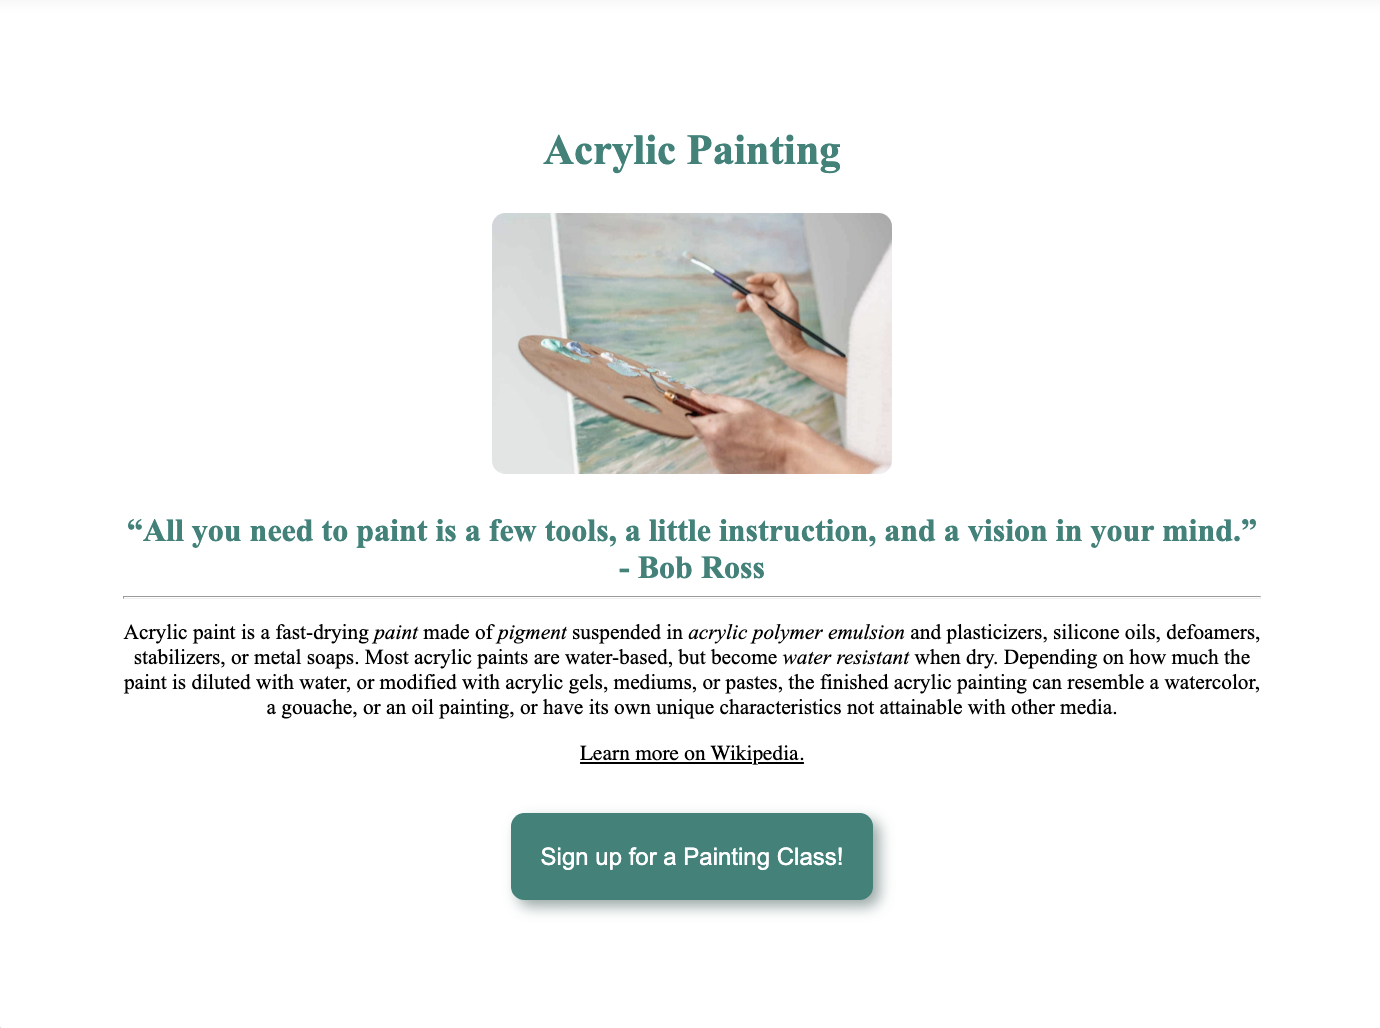 Acrylic Painting
“All you need to paint is a few tools, a little instruction, and a vision in your mind.”
- Bob Ross
Acrylic paint is a fast-drying paint made of pigment suspended in acrylic polymer emulsion and plasticizers, silicone oils, defoamers,
stabilizers, or metal soaps. Most acrylic paints are water-based, but become water resistant when dry. Depending on how much the
paint is diluted with water, or modified with acrylic gels, mediums, or pastes, the finished acrylic painting can resemble a watercolor,
a gouache, or an oil painting, or have its own unique characteristics not attainable with other media.
Learn more on Wikipedia.
Sign up for a Painting Class!